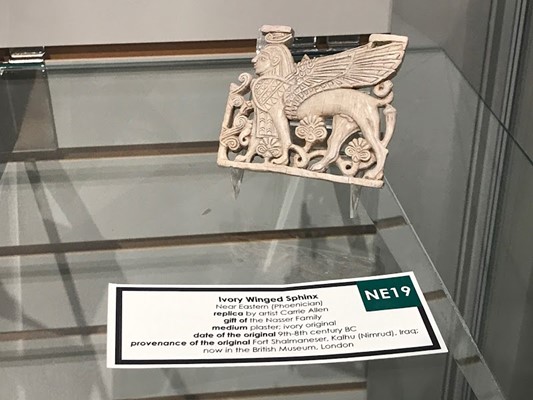 Ivory Winged Sphinx
Near Eastern (Phoenician)
replica by artist Carrie Allen
gift of the Nasser Family
medium plaster; ivory original
date of the original 9th-8th century BC
provenance of the original Fort Shalmaneser, Kalhu (Nimrud), Iraq;
now in the British Museum, London
NE19